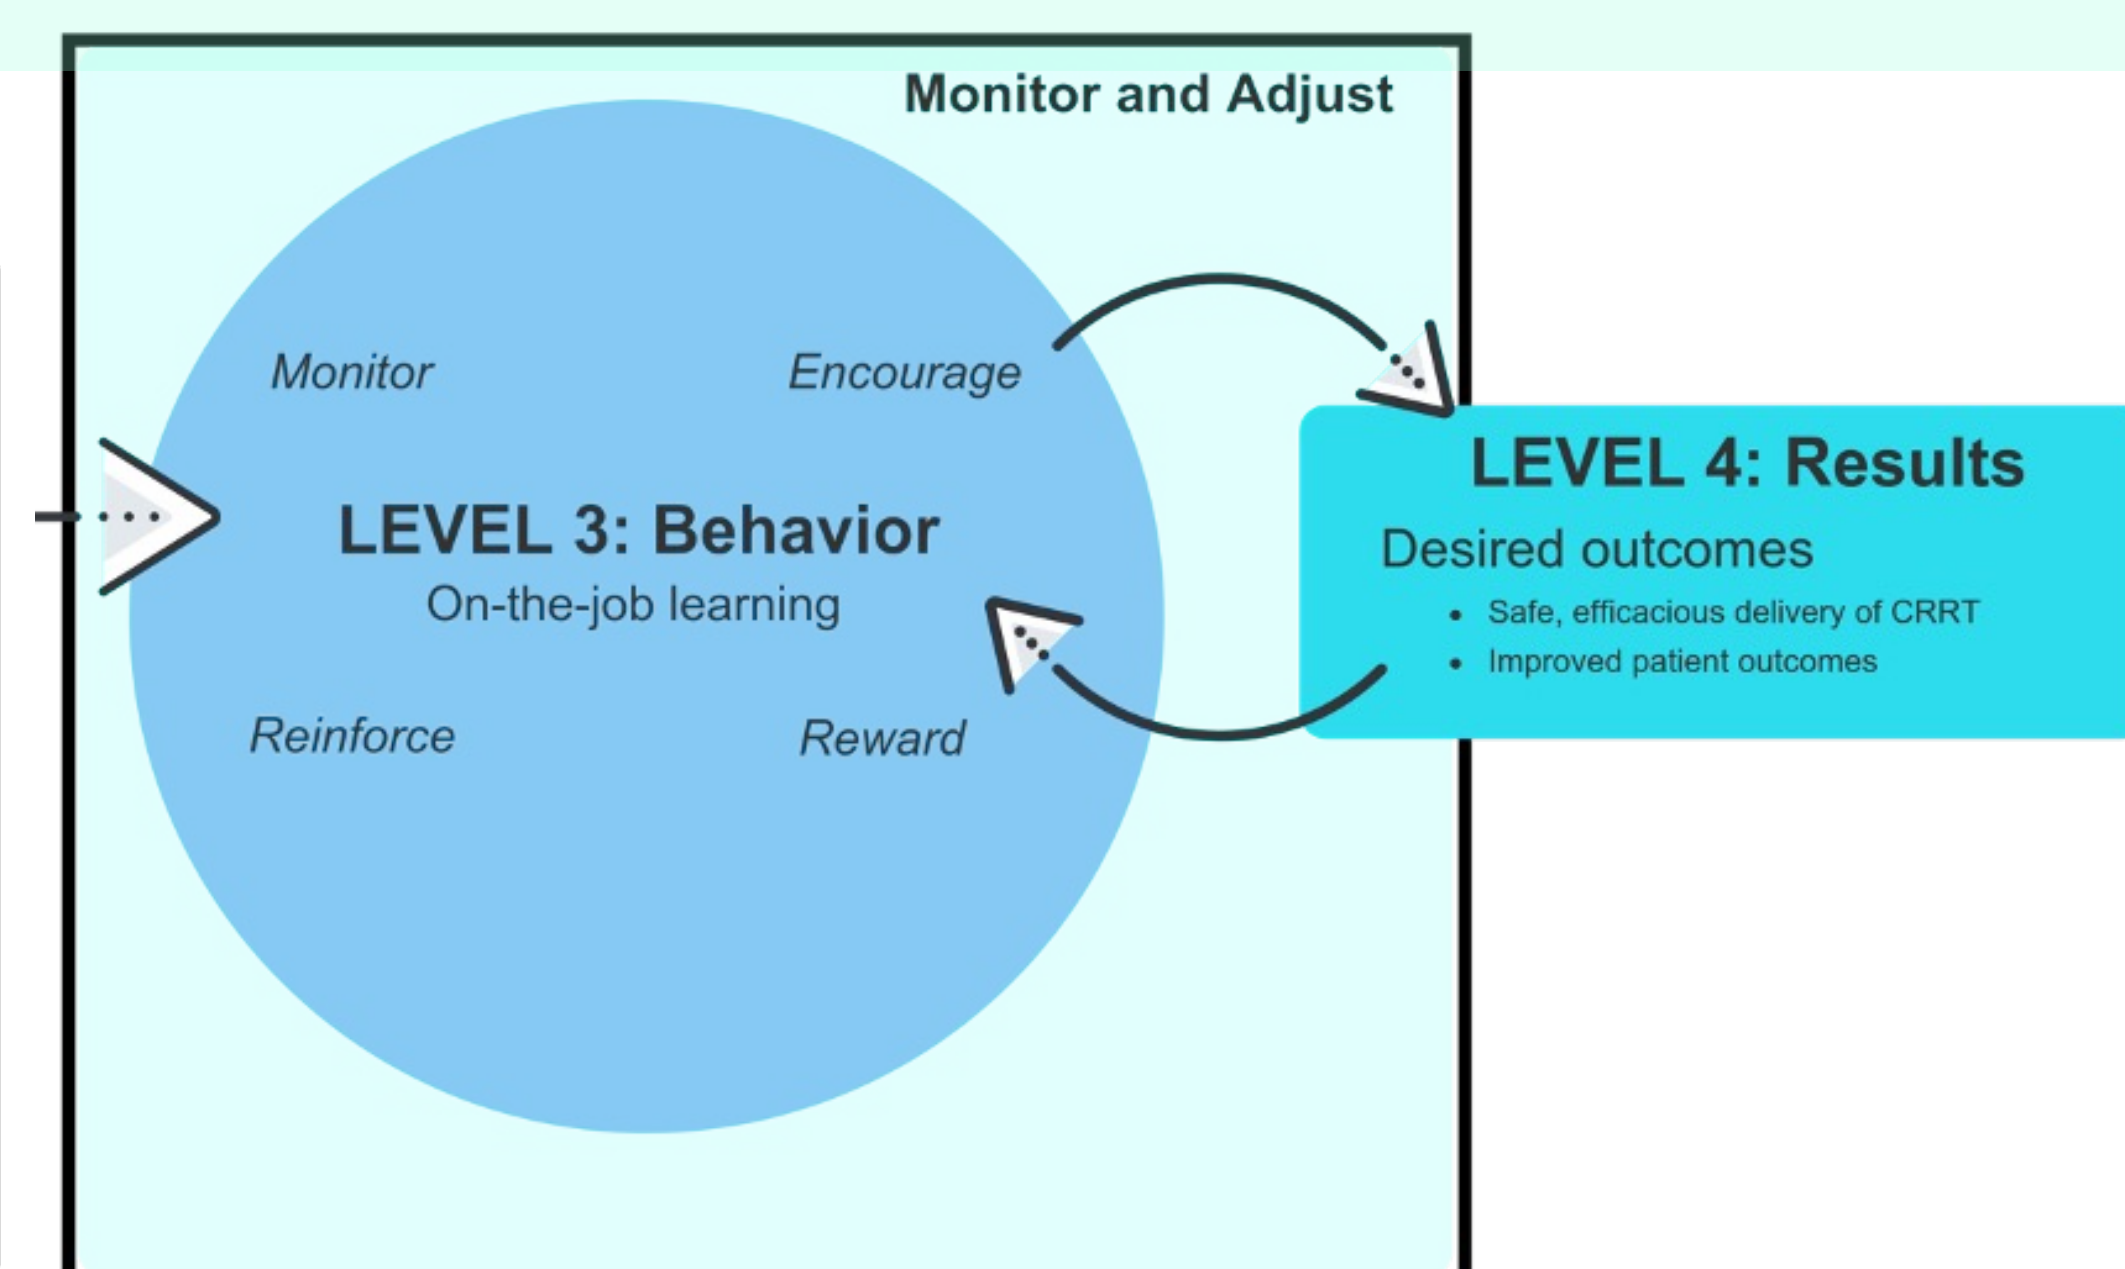 Monitor and Adjust
Monitor
Encourage
LEVEL 3: Behavior
On-the-job learning
Reinforce
Reward
LEVEL 4: Results
Desired outcomes
• Safe, efficacious delivery of CRRT
• Improved patient outcomes